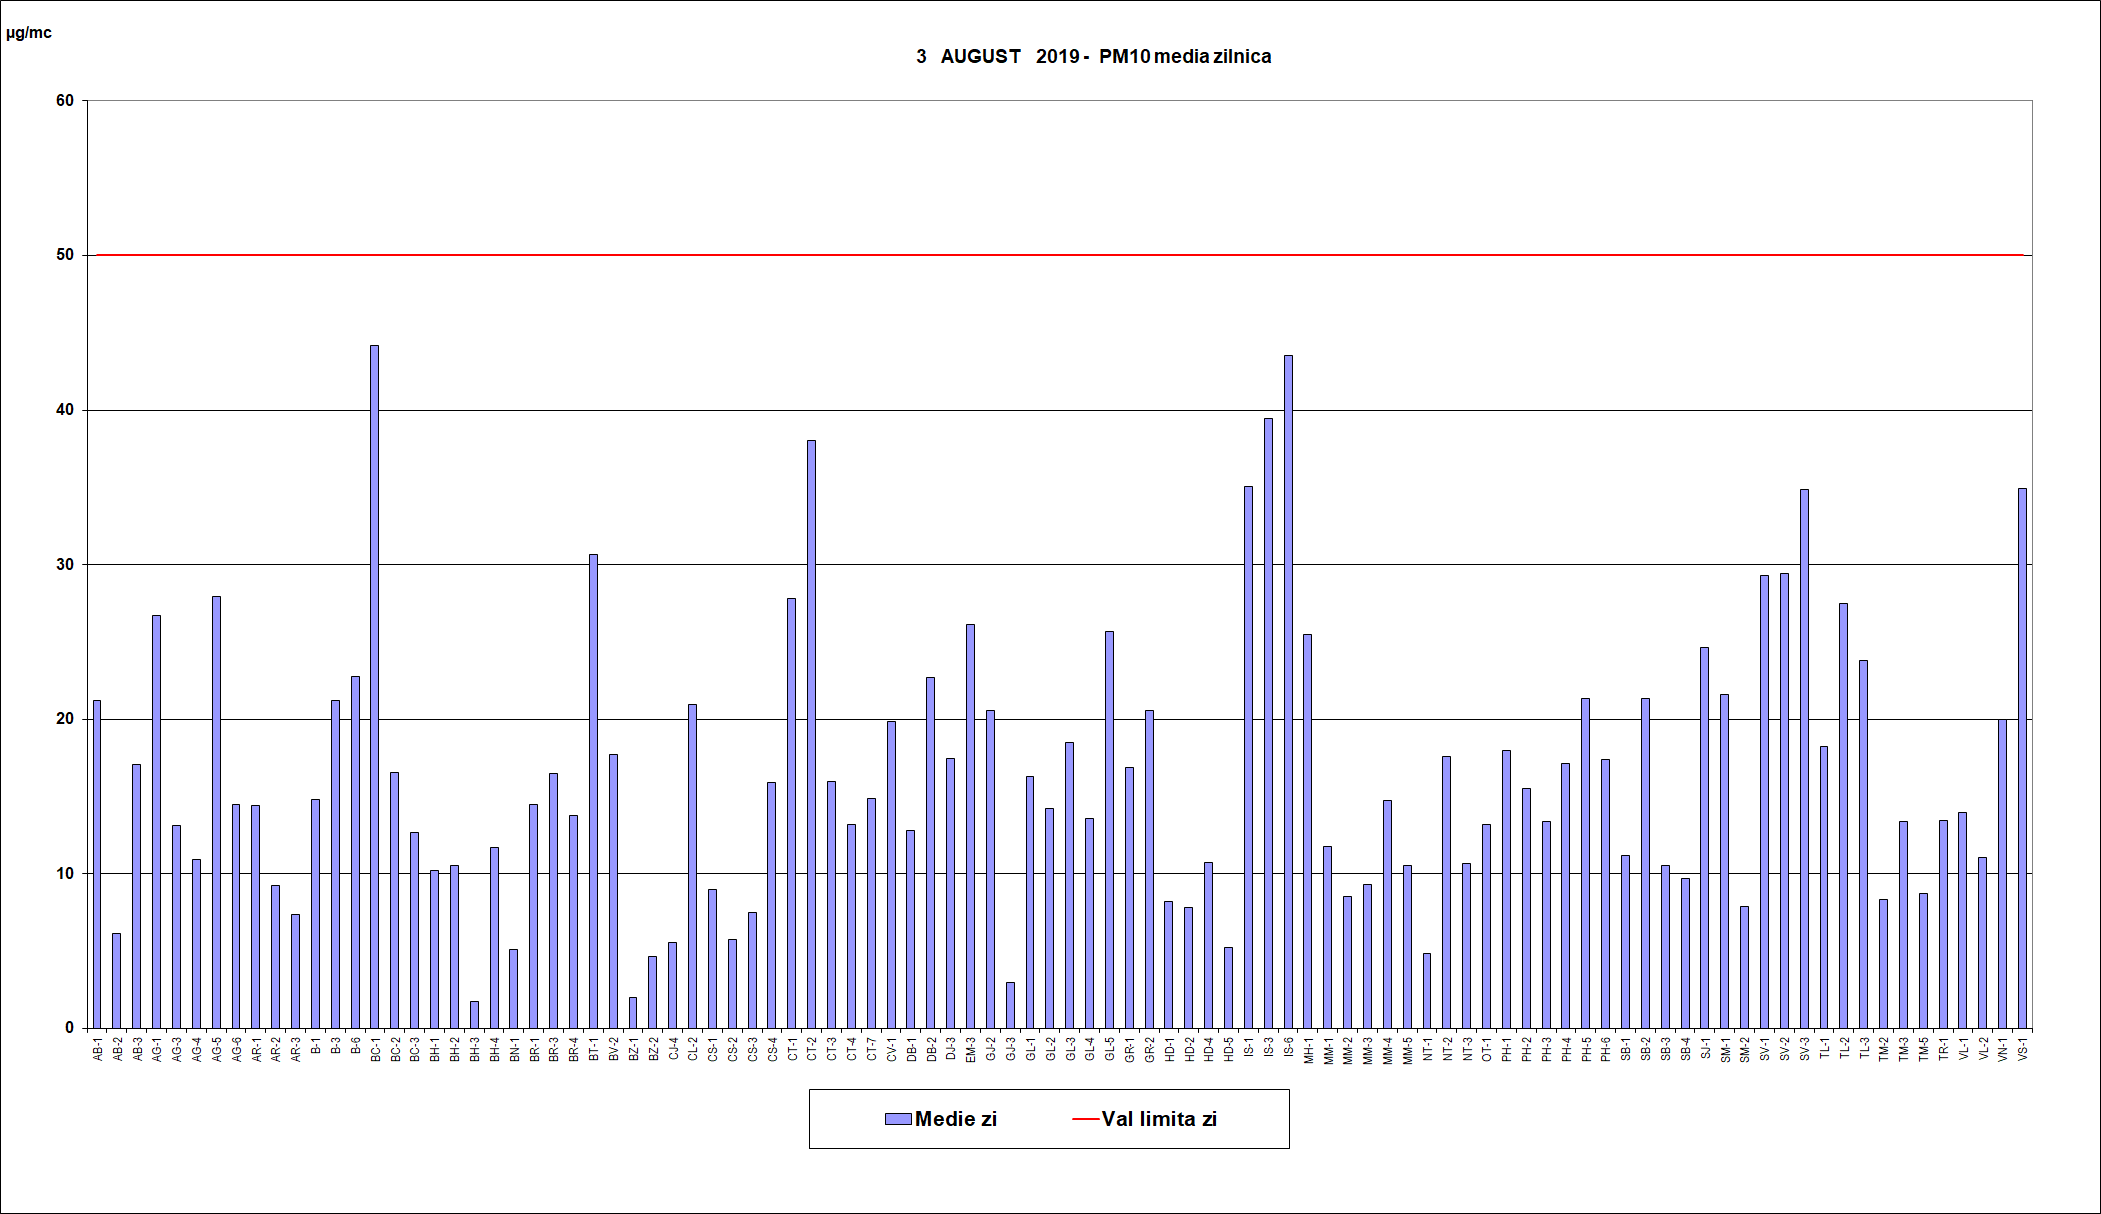 µg/mc
3 AUGUST 2019 - PM10 media zilnica
60
50
40
30
20
10
0
AB-1
AB-2
AB-3
AG-1
AG-3
AG-4
AG-5
AG-6
AR-1
AR-2
AR-3
B-1
B-3
B-6
BC-1
BC-2
BC-3
BH-1
BH-2
BH-3
BH-4
BN-1
BR-1
BR-3
BR-4
BT-1
BV-2
BZ-1
BZ-2
CJ-4
CL-2
CS-1
CS-2
CS-3
CS-4
CT-1
CT-2
CT-3
CT-4
CT-7
CV-1
DB-1
DB-2
DJ-3
EM-3
GJ-2
GJ-3
GL-1
GL-2
GL-3
GL-4
GL-5
GR-1
GR-2
HD-1
HD-2
HD-4
HD-5
IS-1
IS-3
IS-6
MH-1
MM-1
MM-2
MM-3
MM-4
MM-5
NT-1
NT-2
NT-3
OT-1
PH-1
PH-2
PH-3
PH-4
PH-5
PH-6
SB-1
SB-2
SB-3
SB-4
SJ-1
SM-1
SM-2
SV-1
SV-2
SV-3
TL-1
TL-2
TL-3
TM-2
TM-3
TM-5
TR-1
VL-1
VL-2
VN-1
VS-1
Medie zi
Val limita zi